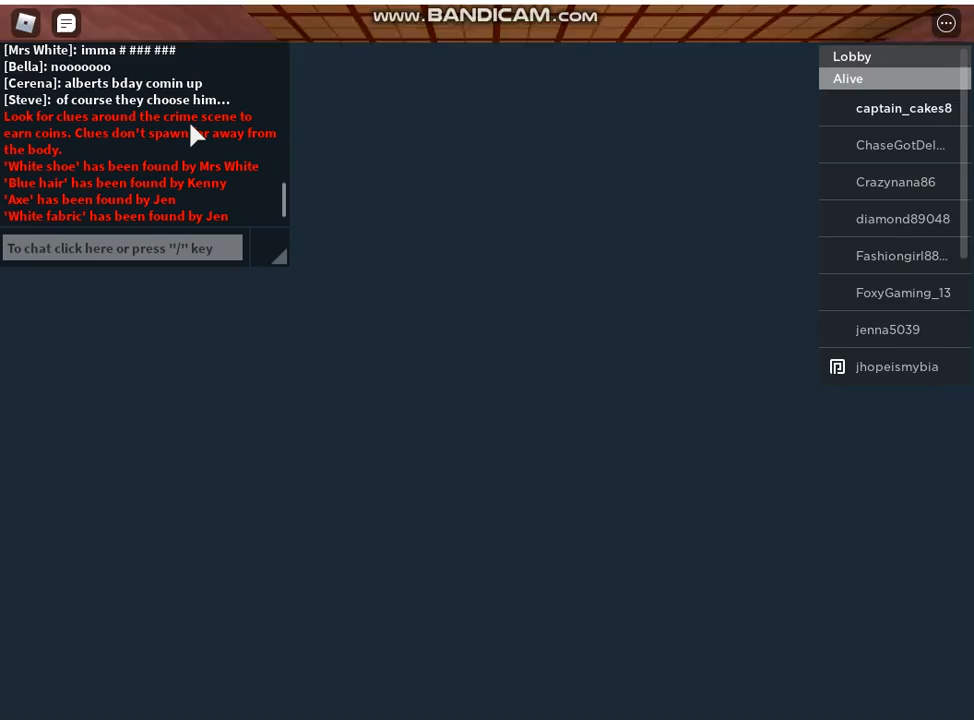 www.BANDICAM.com
[Mrs White]: imma # ### ###
[Bella]: nooooooo
[Cerena]: alberts bday comin up
[Steve]: of course they choose him...
Look for clues around the crime scene to
earn coins. Clues don't spawn away from
the body.
'White shoe' has been found by Mrs White
'Blue hair' has been found by Kenny
'Axe' has been found by Jen
'White fabric' has been found by Jen
To chat click here or press "/" key
Lobby
Alive
captain_cakes8
ChaseGotDel...
Crazynana86
diamond89048
Fashiongirl88...
FoxyGaming_13
jenna5039
jhopeismybia